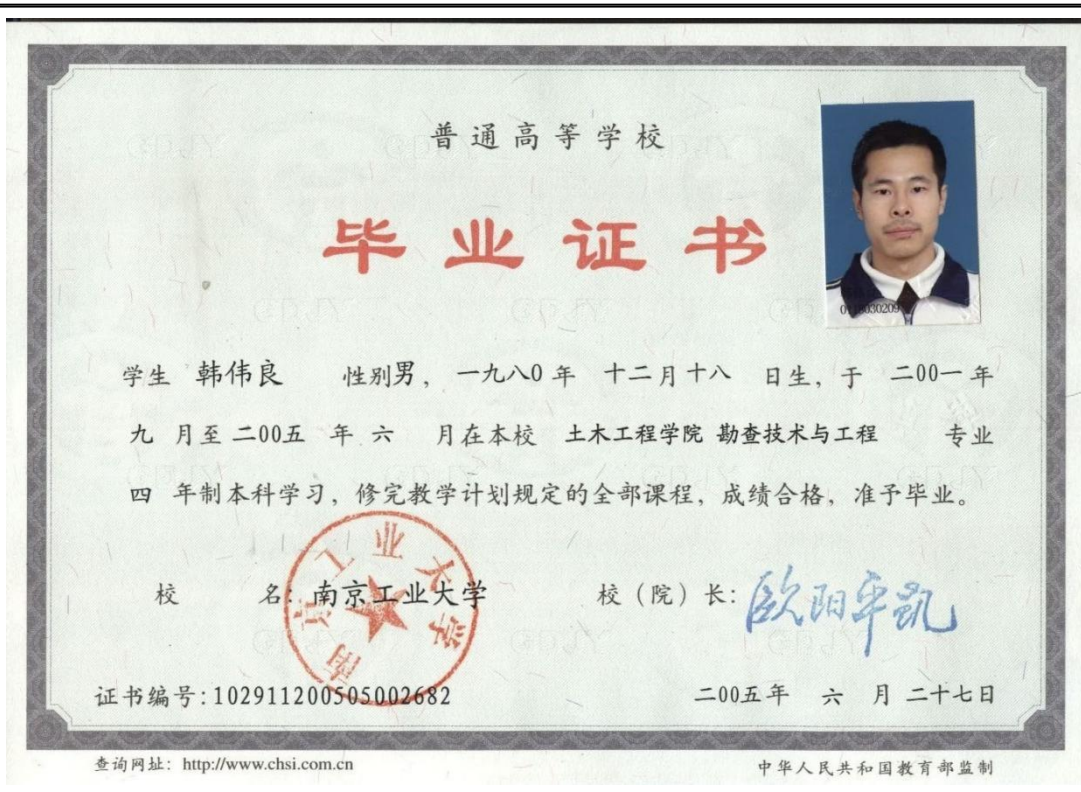 普通高等学校
毕业证书
学生 韩伟良 性别男，一九八0年 十二月十八 日生，于 二00一年
九 月至 二00五 年 六 月在本校 土木工程学院 勘查技术与工程 专业
四 年制本科学习，修完教学计划规定的全部课程，成绩合格，准予毕业。
校 名：南京工业大学 校（院）长：欧阳平凯
南京工业大学
证书编号:102911200505002682 二00五年 六 月 二十七日
查询网址：http://www.chsi.com.cn 中华人民共和国教育部监制